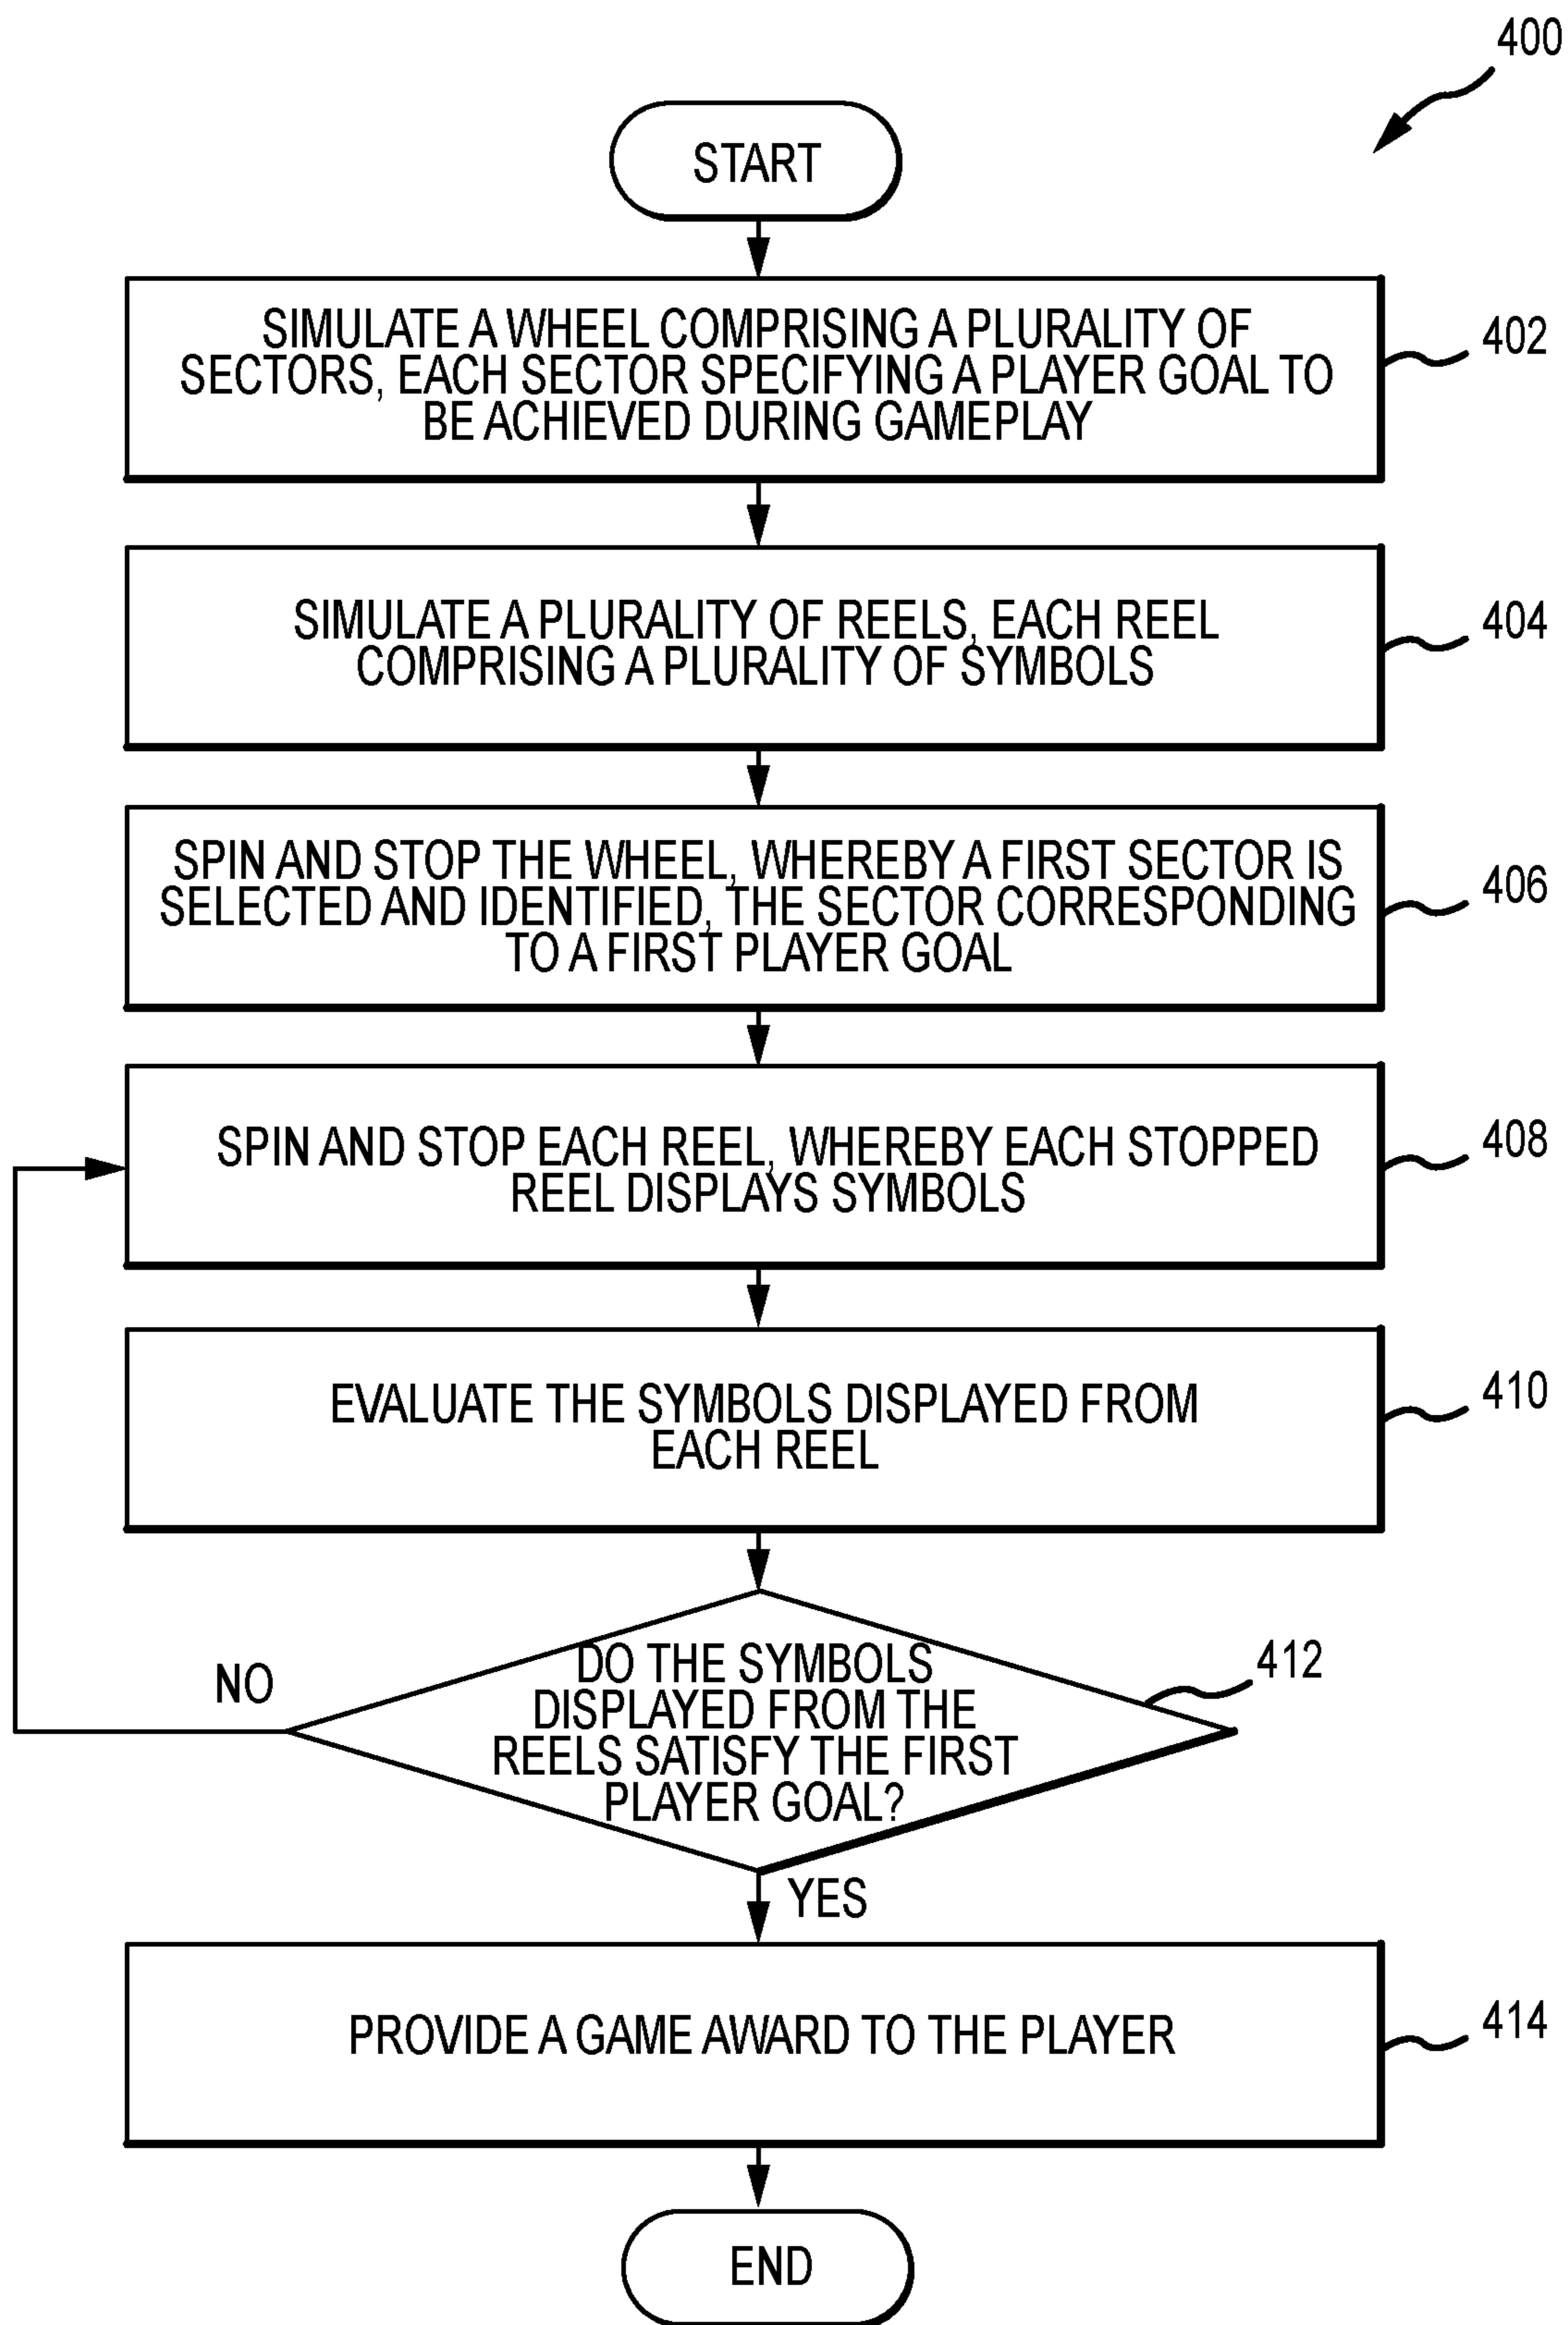 400
START
SIMULATE A WHEEL COMPRISING A PLURALITY OF
SECTORS, EACH SECTOR SPECIFYING A PLAYER GOAL TO
BE ACHIEVED DURING GAMEPLAY
402
SIMULATE A PLURALITY OF REELS, EACH REEL
COMPRISING A PLURALITY OF SYMBOLS
404
SPIN AND STOP THE WHEEL, WHEREBY A FIRST SECTOR IS
SELECTED AND IDENTIFIED, THE SECTOR CORRESPONDING
TO A FIRST PLAYER GOAL
406
SPIN AND STOP EACH REEL, WHEREBY EACH STOPPED
REEL DISPLAYS SYMBOLS
408
EVALUATE THE SYMBOLS DISPLAYED FROM
EACH REEL
410
DO THE SYMBOLS
DISPLAYED FROM THE
REELS SATISFY THE FIRST
PLAYER GOAL?
412
NO
YES
PROVIDE A GAME AWARD TO THE PLAYER
414
END